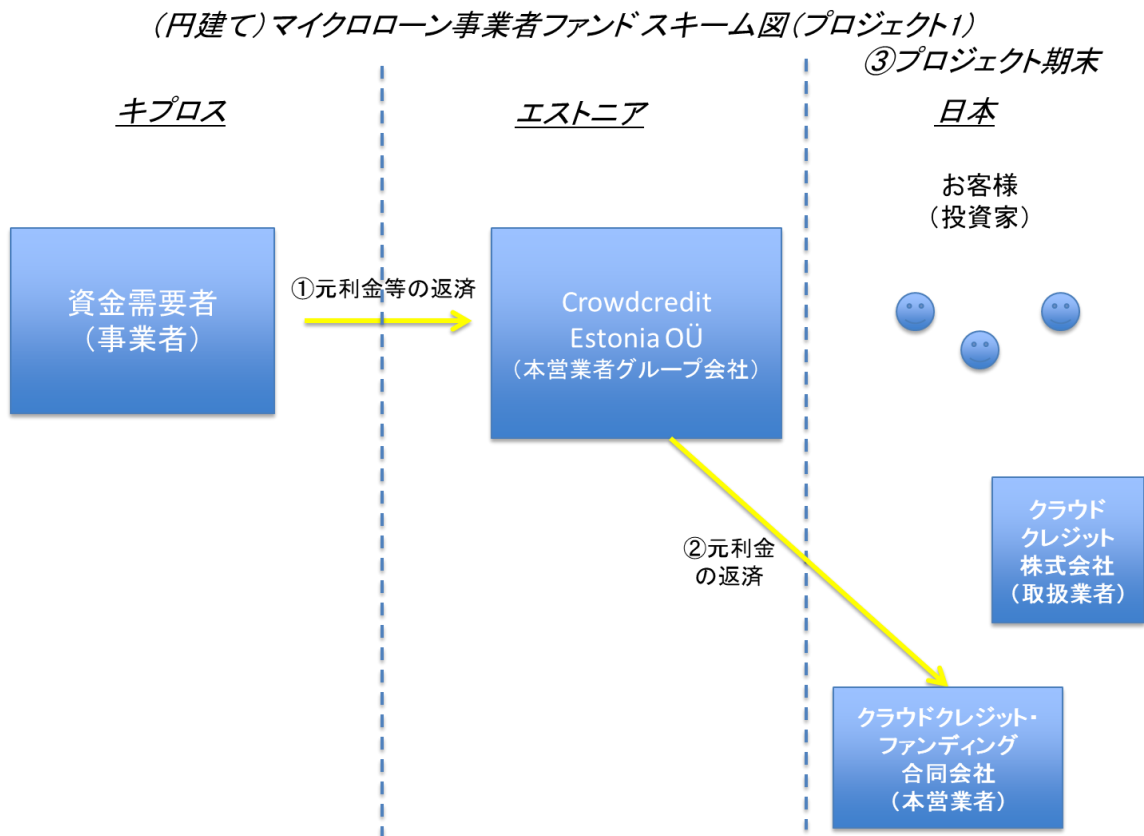 (円建て)マイクロローン事業者ファンド スキーム図(プロジェクト1)
③プロジェクト期末
キプロス
エストニア
日本
お客様
(投資家)
資金需要者
(事業者)
①元利金等の返済
Crowdcredit
Estonia OÜ
(本営業者グループ会社)
クラウド
クレジット
株式会社
(取扱業者)
②元利金
の返済
クラウドクレジット・
ファンディング
合同会社
(本営業者)